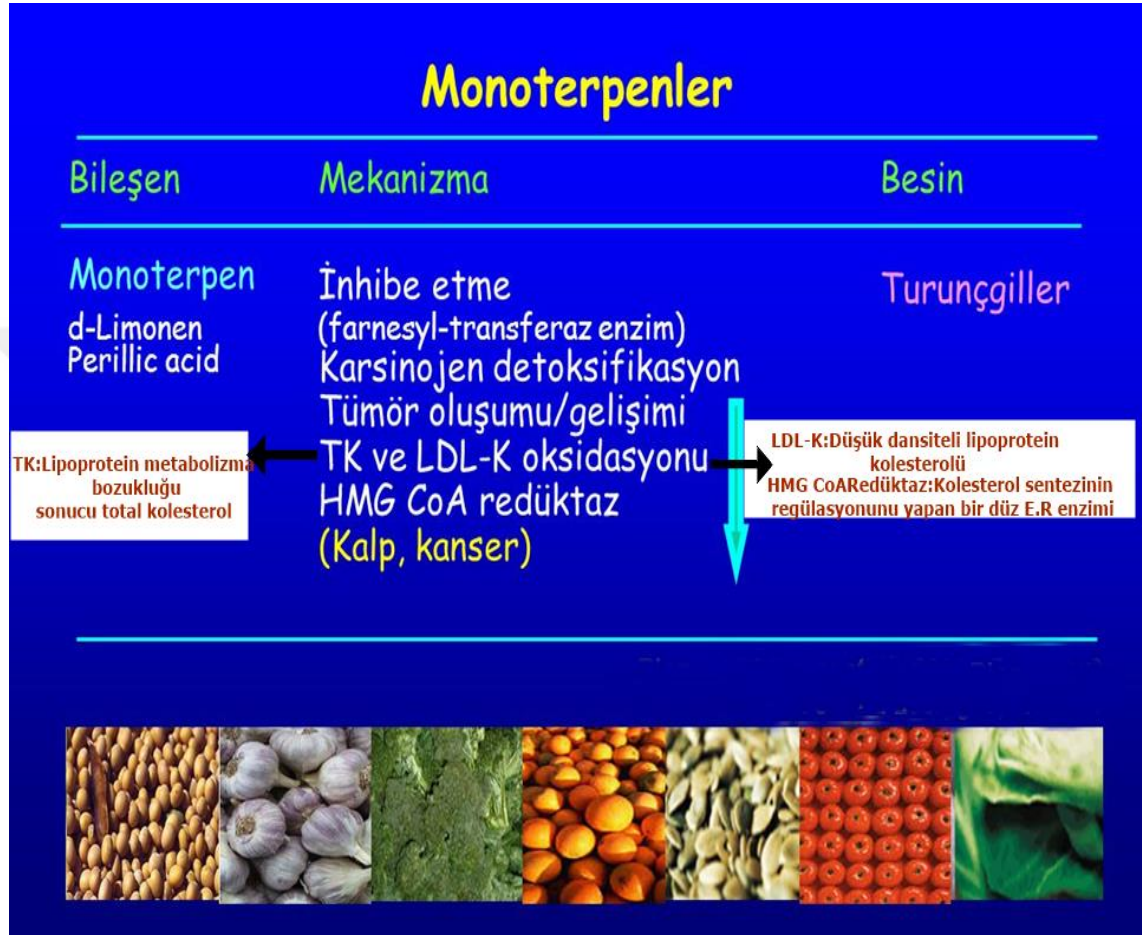 Monoterpenler
Bileşen
Mekanizma
Besin
Monoterpen
d-Limonen
Perillic acid
İnhibe etme
(farnesyl-transferaz enzim)
Karsinojen detoksifikasyon
Tümör oluşumu/gelişimi
TK ve LDL-K oksidasyonu
HMG CoA redüktaz
(Kalp, kanser)
Turunçgiller
TK:Lipoprotein metabolizma
bozukluğu
sonucu total kolesterol
LDL-K:Düşük dansiteli lipoprotein
kolesterolü
HMG CoARedüktaz:Kolesterol sentezinin
regülasyonunu yapan bir düz E.R enzimi